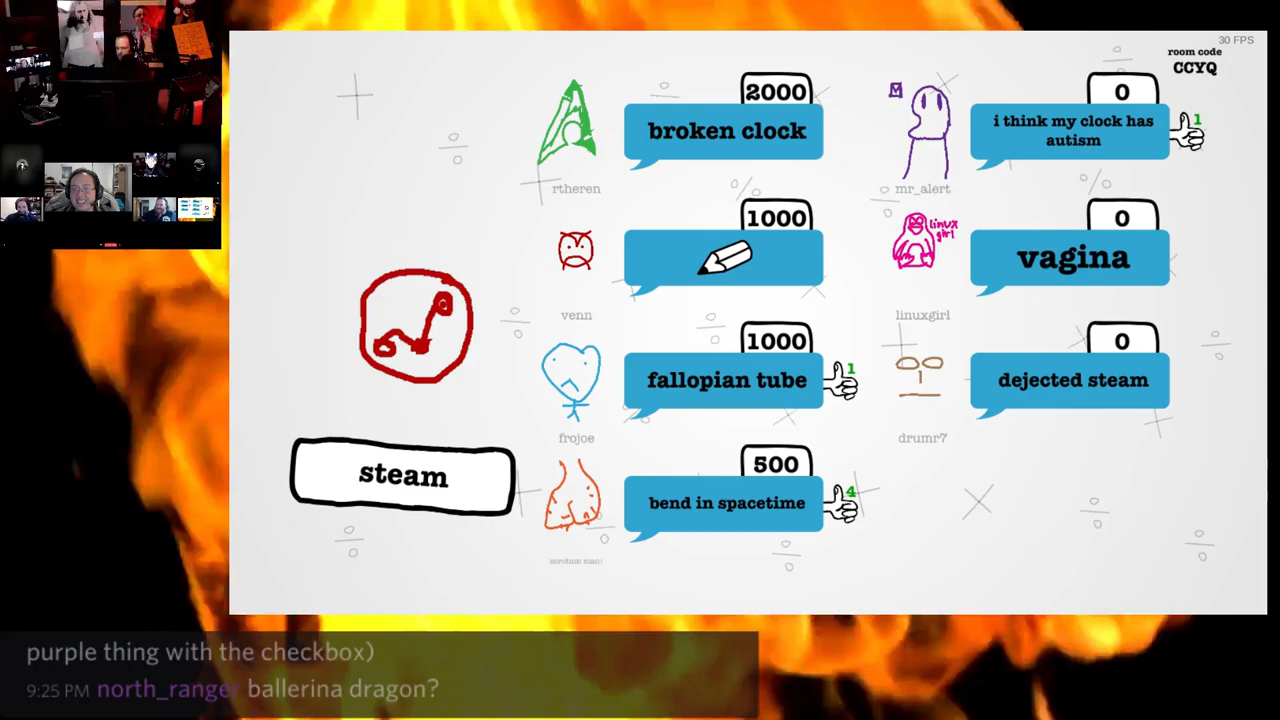 30 FPS
room code
CCYQ
2000
broken clock
rtheren
0
i think my clock has
autism
1
mr_alert
1000
venn
0
vagina
linux
girl
linuxgirl
1000
fallopian tube
1
frojoe
0
dejected steam
drumr7
steam
500
bend in spacetime
4
scrotum man!
M
purple thing with the checkbox)
9:25 PM north_ranger ballerina dragon?